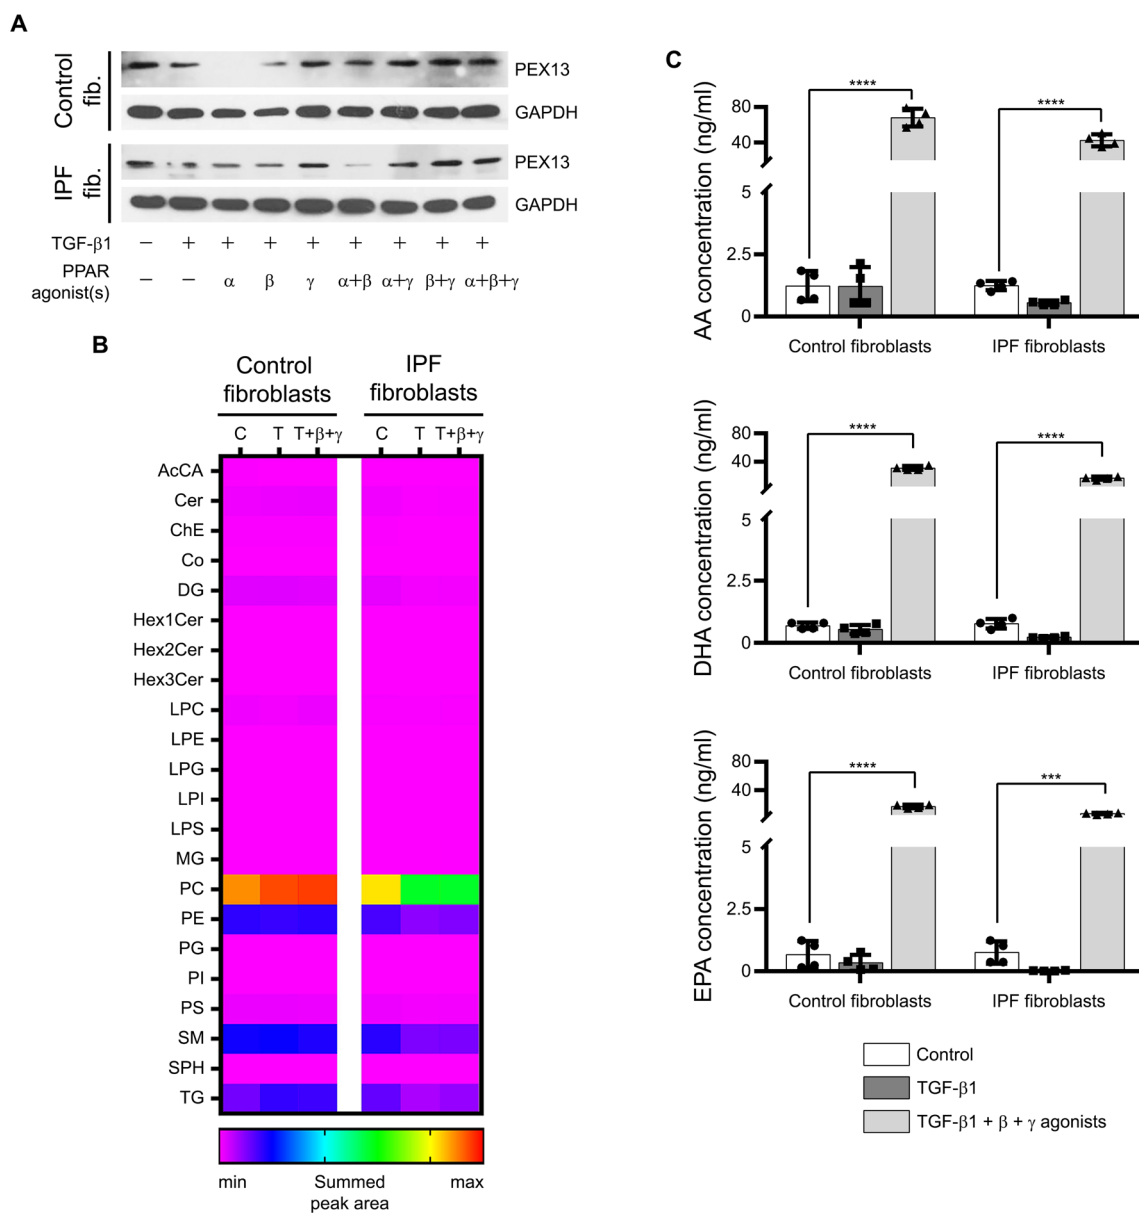 A
Control
fib.
PEX13
GAPDH
IPF
fib.
PEX13
GAPDH
TGF-β1 − + + + + + + + +
PPAR
agonist(s) − − α β γ α+β α+γ β+γ α+β+γ
B
Control
fibroblasts
IPF
fibroblasts
C T T+β+γ C T T+β+γ
AcCA
Cer
ChE
Co
DG
Hex1Cer
Hex2Cer
Hex3Cer
LPC
LPE
LPG
LPI
LPS
MG
PC
PE
PG
PI
PS
SM
SPH
TG
min Summed max
peak area
C
AA concentration (ng/ml)
80
40
5
2.5
0
****
****
Control fibroblasts IPF fibroblasts
DHA concentration (ng/ml)
80
40
5
2.5
0
****
****
Control fibroblasts IPF fibroblasts
EPA concentration (ng/ml)
80
40
5
2.5
0
****
***
Control fibroblasts IPF fibroblasts
Control
TGF-β1
TGF-β1 + β + γ agonists